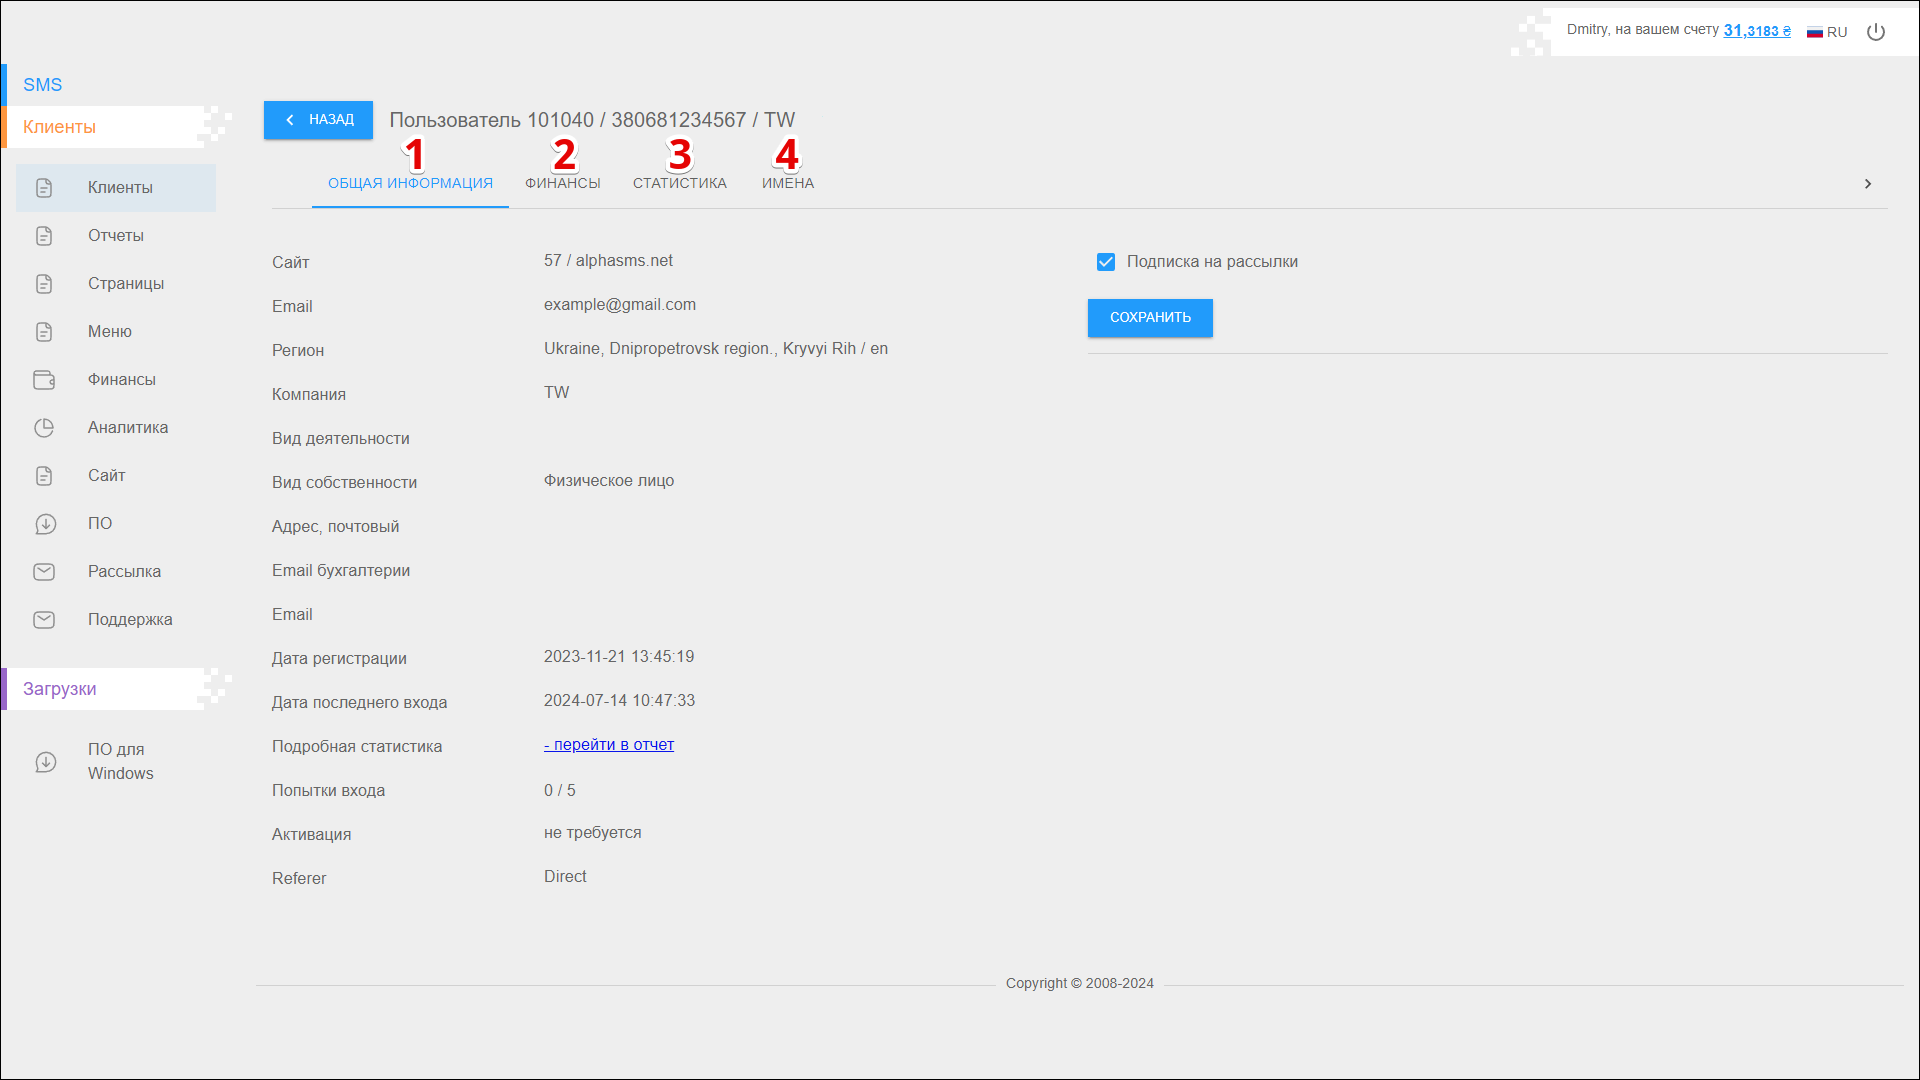 Dmitry, на вашем счету 31,3183 ₴ RU
SMS
Клиенты
Клиенты
Отчеты
Страницы
Меню
Финансы
Аналитика
Сайт
ПО
Рассылка
Поддержка
Загрузки
ПО для
Windows
НАЗАД Пользователь 101040 / 380681234567 / TW
1 2 3 4
ОБЩАЯ ИНФОРМАЦИЯ ФИНАНСЫ СТАТИСТИКА ИМЕНА
Сайт 57 / alphasms.net
Email example@gmail.com
Регион Ukraine, Dnipropetrovsk region., Kryvyi Rih / en
Компания TW
Вид деятельности
Вид собственности Физическое лицо
Адрес, почтовый
Email бухгалтерии
Email
Дата регистрации 2023-11-21 13:45:19
Дата последнего входа 2024-07-14 10:47:33
Подробная статистика - перейти в отчет
Попытки входа 0 / 5
Активация не требуется
Referer Direct
Подписка на рассылки
СОХРАНИТЬ
Copyright © 2008-2024